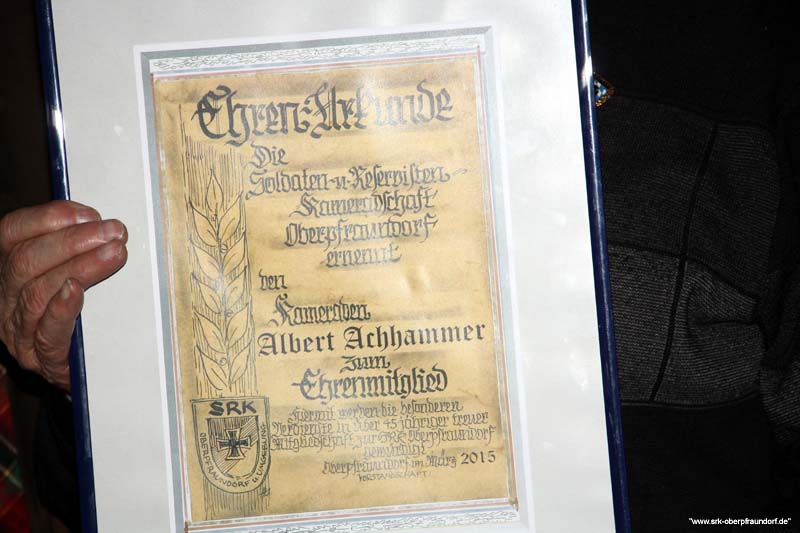 Ehren-Urkunde
Die
Soldaten-u-Reservisten-
Kameradschaft
Oberpfraundorf
ernennt
den
Kameraden
Albert Achhammer
zum
Ehrenmitglied
Hiermit werden die besonderen
Verdienste in über 45 jähriger treuer
Mitgliedschaft zur SRK Oberpfraundorf
gewürdigt
Oberpfraundorf im März 2015
VORSTANDSCHAFT:
SRK
OBERPFRAUNDORF u. UMGEBUNG
"www.srk-oberpfraundorf.de"